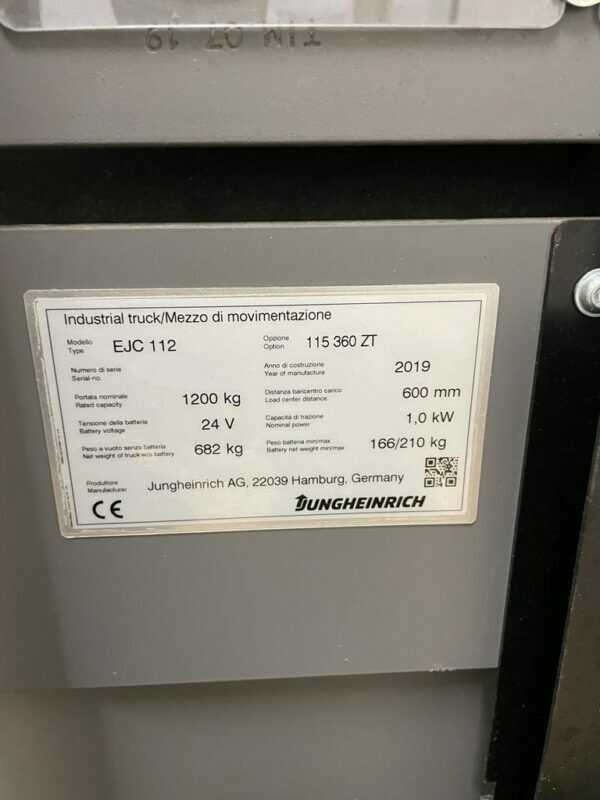 TIM 07 19
Industrial truck/Mezzo di movimentazione
Modello
Type
EJC 112
Opzione
Option
115 360 ZT
Numero di serie
Serial-no.
Anno di costruzione
Year of manufacture
2019
Portata nominale
Rated capacity
1200 kg
Distanza baricentro carico
Load center distance
600 mm
Tensione della batteria
Battery voltage
24 V
Capacità di trazione
Nominal power
1,0 kW
Peso a vuoto senza batteria
Net weight of truck w/o battery
682 kg
Peso batteria min/max
Battery net weight min/max
166/210 kg
Produttore
Manufacturer
Jungheinrich AG, 22039 Hamburg, Germany
CE
JUNGHEINRICH